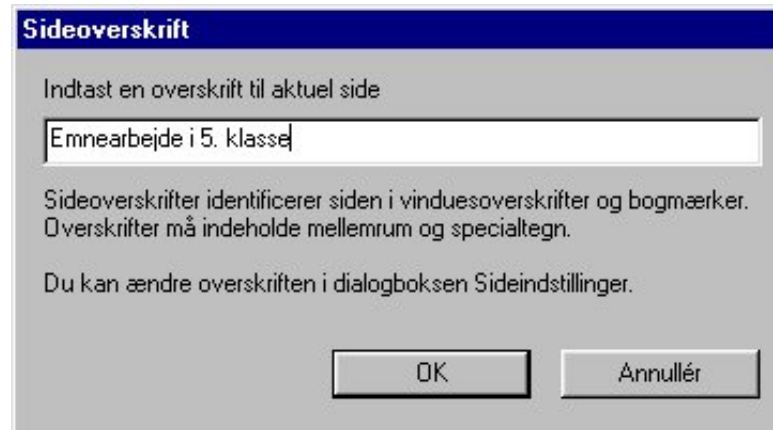 Sideoverskrift
Indtast en overskrift til aktuel side
Emnearbejde i 5. klasse
Sideoverskrifter identificerer siden i vinduesoverskrifter og bogmærker.
Overskrifter må indeholde mellemrum og specialtegn.
Du kan ændre overskriften i dialogboksen Sideindstillinger.
OK
Annullér